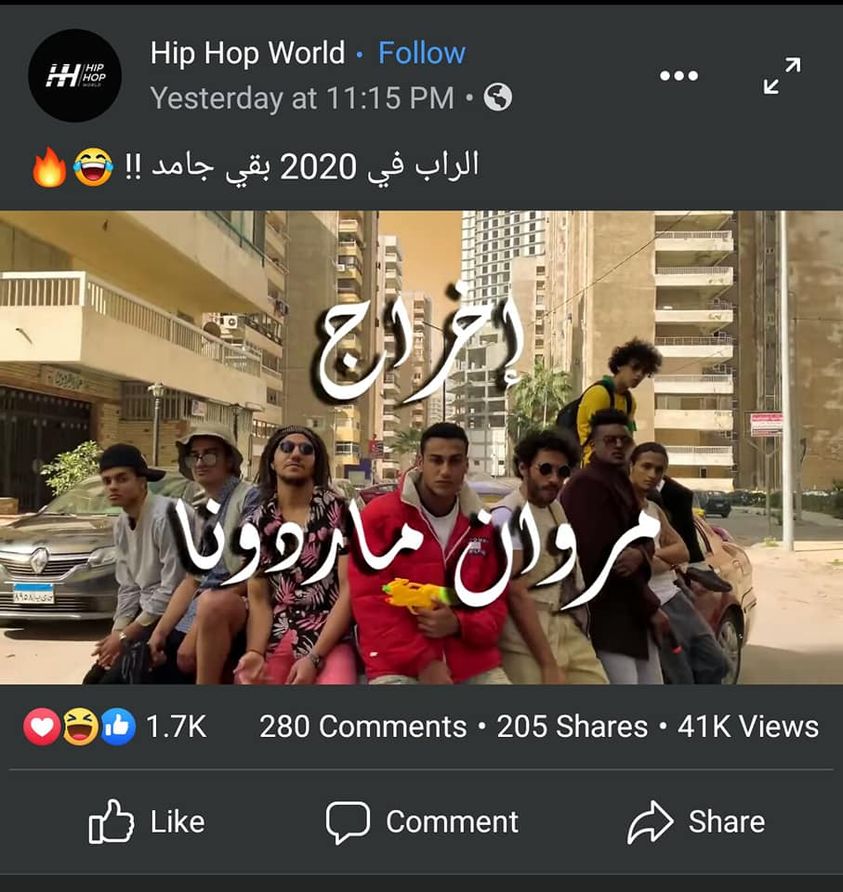 HIP HOP WORLD
Hip Hop World • Follow
Yesterday at 11:15 PM •
الراب في 2020 بقي جامد !! 😂🔥
إخراج
مروان ماردونا
1.7K
280 Comments • 205 Shares • 41K Views
Like
Comment
Share